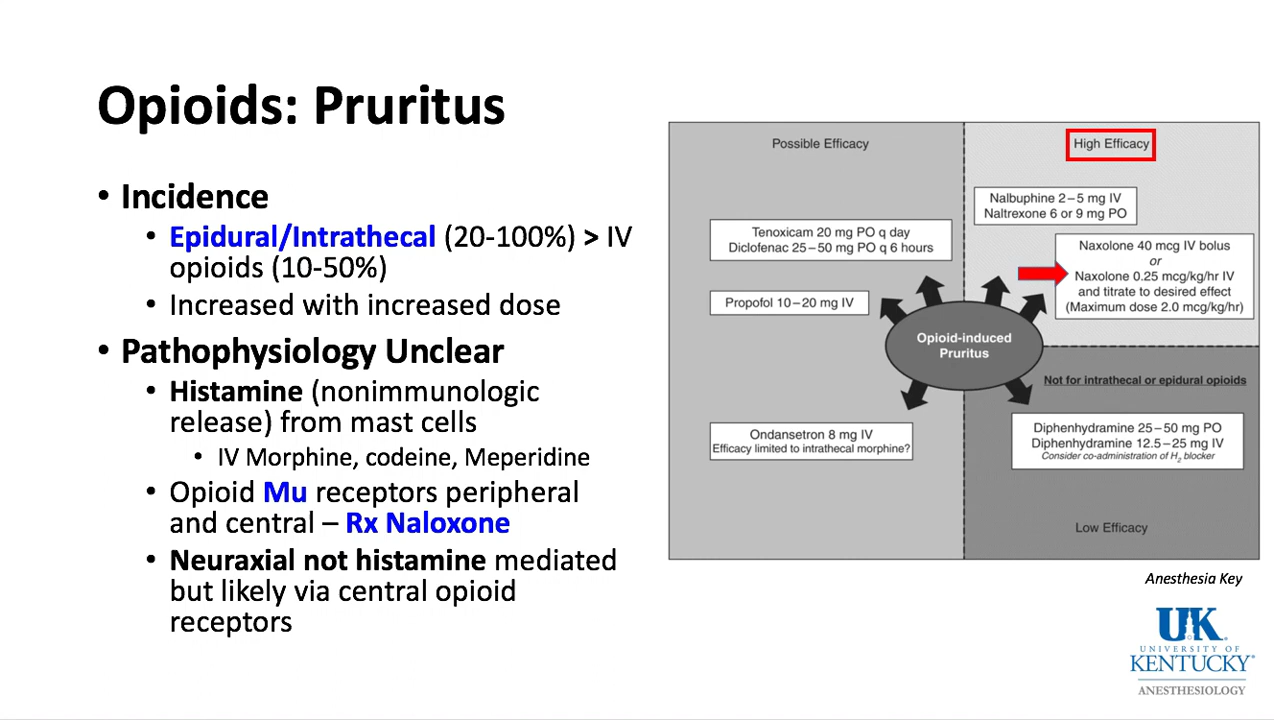 Opioids: Pruritus
• Incidence
• Epidural/Intrathecal (20-100%) > IV
opioids (10-50%)
• Increased with increased dose
• Pathophysiology Unclear
• Histamine (nonimmunologic
release) from mast cells
• IV Morphine, codeine, Meperidine
• Opioid Mu receptors peripheral
and central – Rx Naloxone
• Neuraxial not histamine mediated
but likely via central opioid
receptors
Possible Efficacy
High Efficacy
Nalbuphine 2–5 mg IV
Naltrexone 6 or 9 mg PO
Tenoxicam 20 mg PO q day
Diclofenac 25–50 mg PO q 6 hours
Naxolone 40 mcg IV bolus
or
Naxolone 0.25 mcg/kg/hr IV
and titrate to desired effect
(Maximum dose 2.0 mcg/kg/hr)
Propofol 10–20 mg IV
Opioid-induced
Pruritus
Not for intrathecal or epidural opioids
Ondansetron 8 mg IV
Efficacy limited to intrathecal morphine?
Diphenhydramine 25–50 mg PO
Diphenhydramine 12.5–25 mg IV
Consider co-administration of H2 blocker
Low Efficacy
Anesthesia Key
UK
UNIVERSITY OF
KENTUCKY
ANESTHESIOLOGY